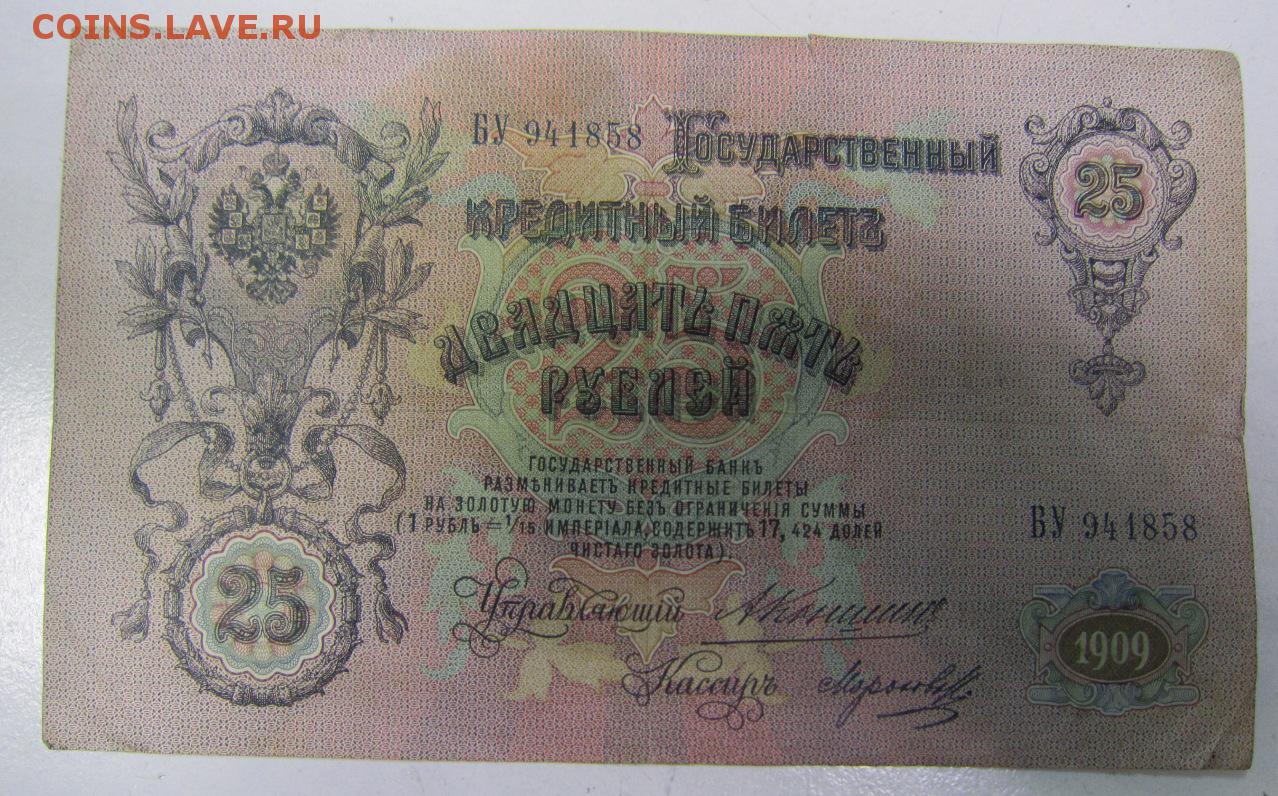 COINS.LAVE.RU
БУ 941858
ГОСУДАРСТВЕННЫЙ
25
КРЕДИТНЫЙ БИЛЕТЪ
25
ДВАДЦАТЬ ПЯТЬ
РУБЛЕЙ
ГОСУДАРСТВЕННЫЙ БАНКЪ
РАЗМѢНИВАЕТЪ КРЕДИТНЫЕ БИЛЕТЫ
НА ЗОЛОТУЮ МОНЕТУ БЕЗЪ ОГРАНИЧЕНІЯ СУММЫ
(1 РУБЛЬ = 1/15 ИМПЕРІАЛА, СОДЕРЖИТЪ 17, 424 ДОЛЕЙ
ЧИСТАГО ЗОЛОТА).
БУ 941858
25
Управляющій АКоншинъ
Кассиръ
1909